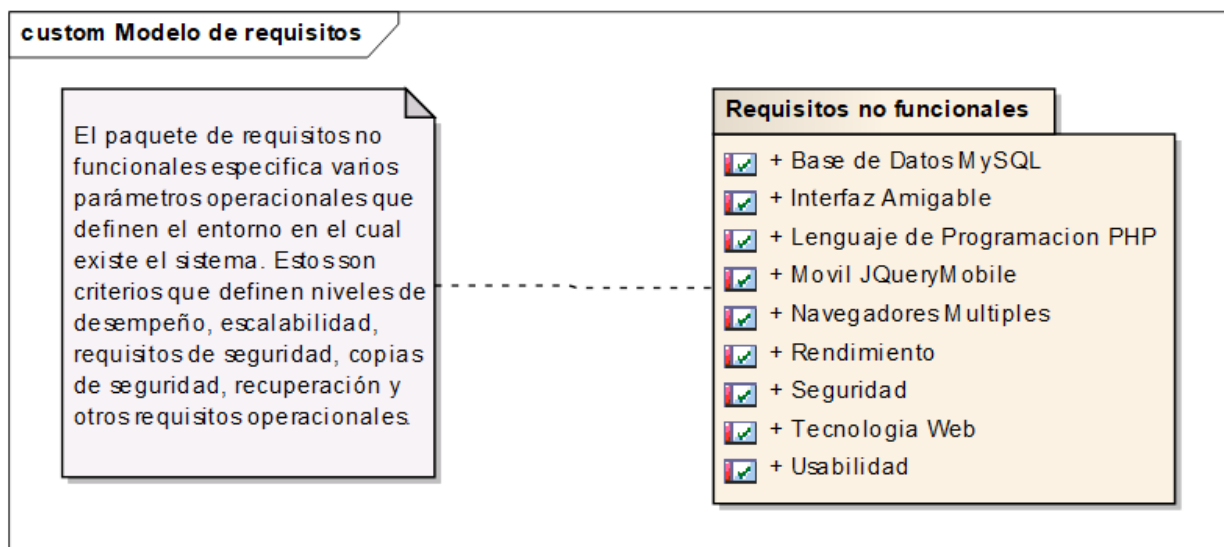 custom Modelo de requisitos
El paquete de requisitos no
funcionales especifica varios
parámetros operacionales que
definen el entorno en el cual
existe el sistema. Estos son
criterios que definen niveles de
desempeño, escalabilidad,
requisitos de seguridad, copias
de seguridad, recuperación y
otros requisitos operacionales.
Requisitos no funcionales
+ Base de Datos MySQL
+ Interfaz Amigable
+ Lenguaje de Programacion PHP
+ Movil JQueryMobile
+ Navegadores Multiples
+ Rendimiento
+ Seguridad
+ Tecnologia Web
+ Usabilidad